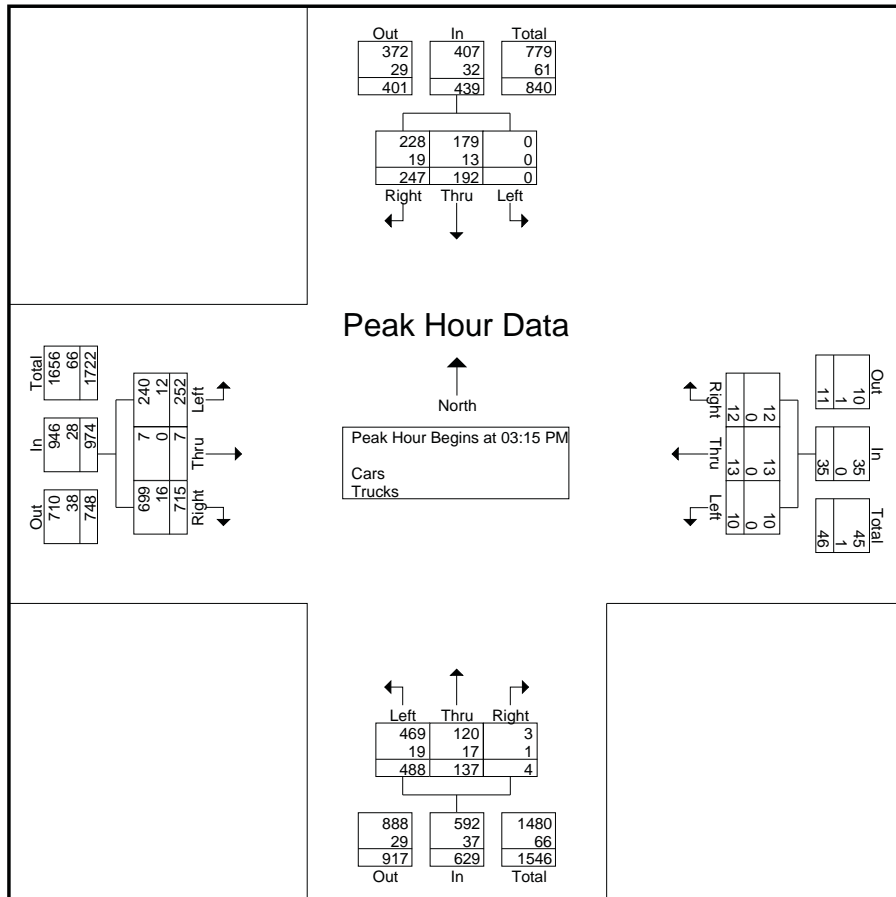 Out In Total
372 407 779
29 32 61
401 439 840
228 179 0
19 13 0
247 192 0
Right Thru Left
Peak Hour Data
North
Peak Hour Begins at 03:15 PM
Cars
Trucks
Total
1656
66
1722
In
946
28
974
Out
710
38
748
240
12
252
Left
7
0
7
Thru
699
16
715
Right
Right
12
0
12
Thru
13
0
13
Left
10
0
10
Out
10
1
11
In
35
0
35
Total
45
1
46
Left Thru Right
469 120 3
19 17 1
488 137 4
888 592 1480
29 37 66
917 629 1546
Out In Total